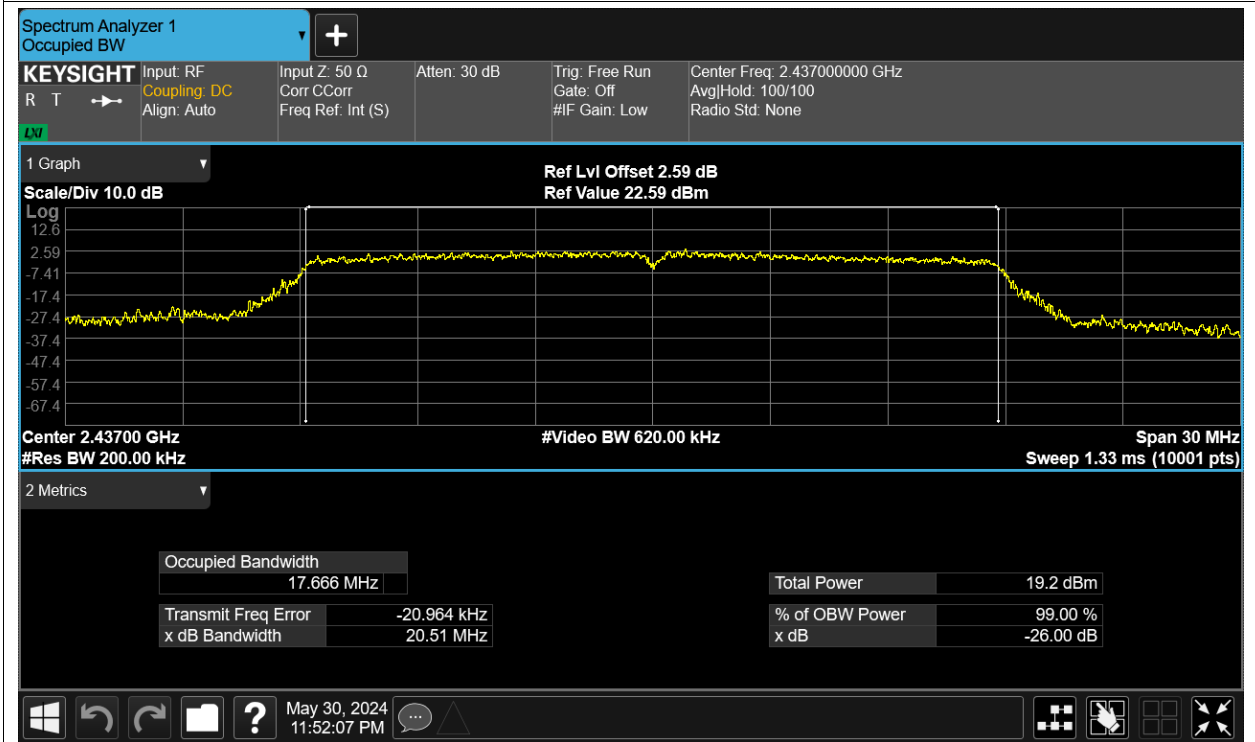 Spectrum Analyzer 1
Occupied BW
KEYSIGHT
R T
LXI
Input: RF
Coupling: DC
Align: Auto
Input Z: 50 Ω
Corr CCorr
Freq Ref: Int (S)
Atten: 30 dB
Trig: Free Run
Gate: Off
#IF Gain: Low
Center Freq: 2.437000000 GHz
Avg|Hold: 100/100
Radio Std: None
1 Graph
Ref Lvl Offset 2.59 dB
Scale/Div 10.0 dB
Ref Value 22.59 dBm
Log
12.6
2.59
-7.41
-17.4
-27.4
-37.4
-47.4
-57.4
-67.4
Center 2.43700 GHz
#Video BW 620.00 kHz
Span 30 MHz
#Res BW 200.00 kHz
Sweep 1.33 ms (10001 pts)
2 Metrics
Occupied Bandwidth
17.666 MHz
Total Power 19.2 dBm
Transmit Freq Error -20.964 kHz
% of OBW Power 99.00 %
x dB Bandwidth 20.51 MHz
x dB -26.00 dB
?
May 30, 2024
11:52:07 PM